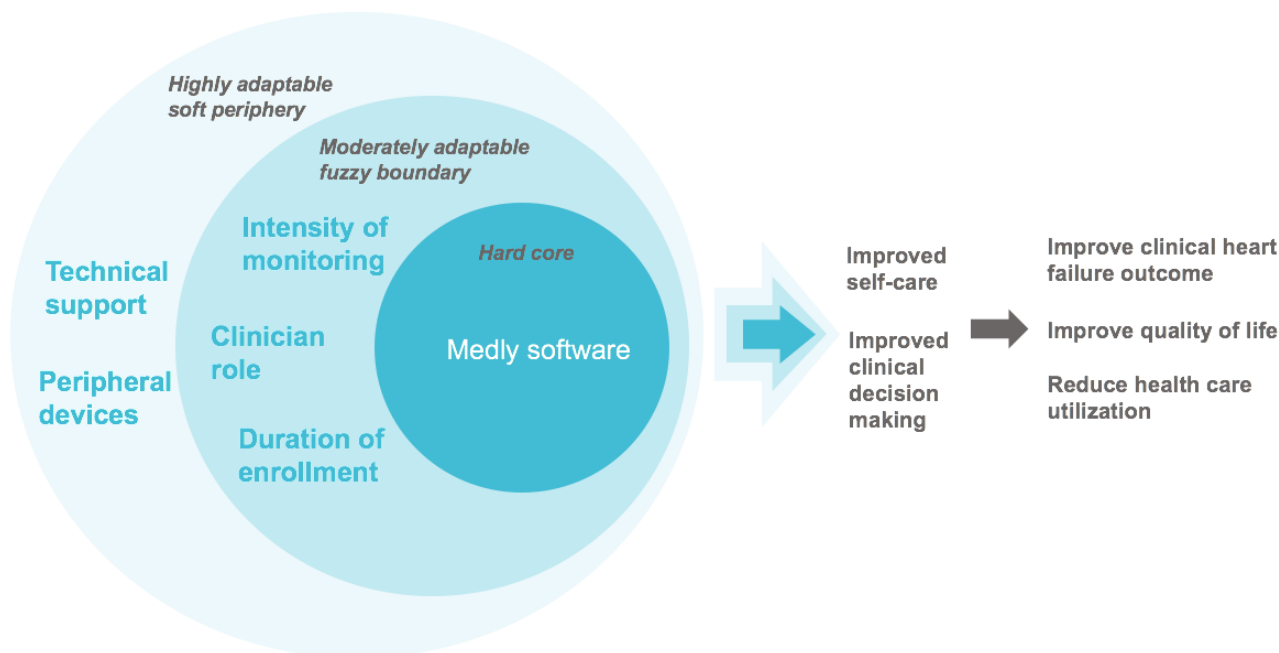 Highly adaptable
soft periphery
Moderately adaptable
fuzzy boundary
Hard core
Technical
support
Peripheral
devices
Intensity of
monitoring
Clinician
role
Duration of
enrollment
Medly software
Improved
self-care
Improved
clinical
decision
making
Improve clinical heart
failure outcome
Improve quality of life
Reduce health care
utilization